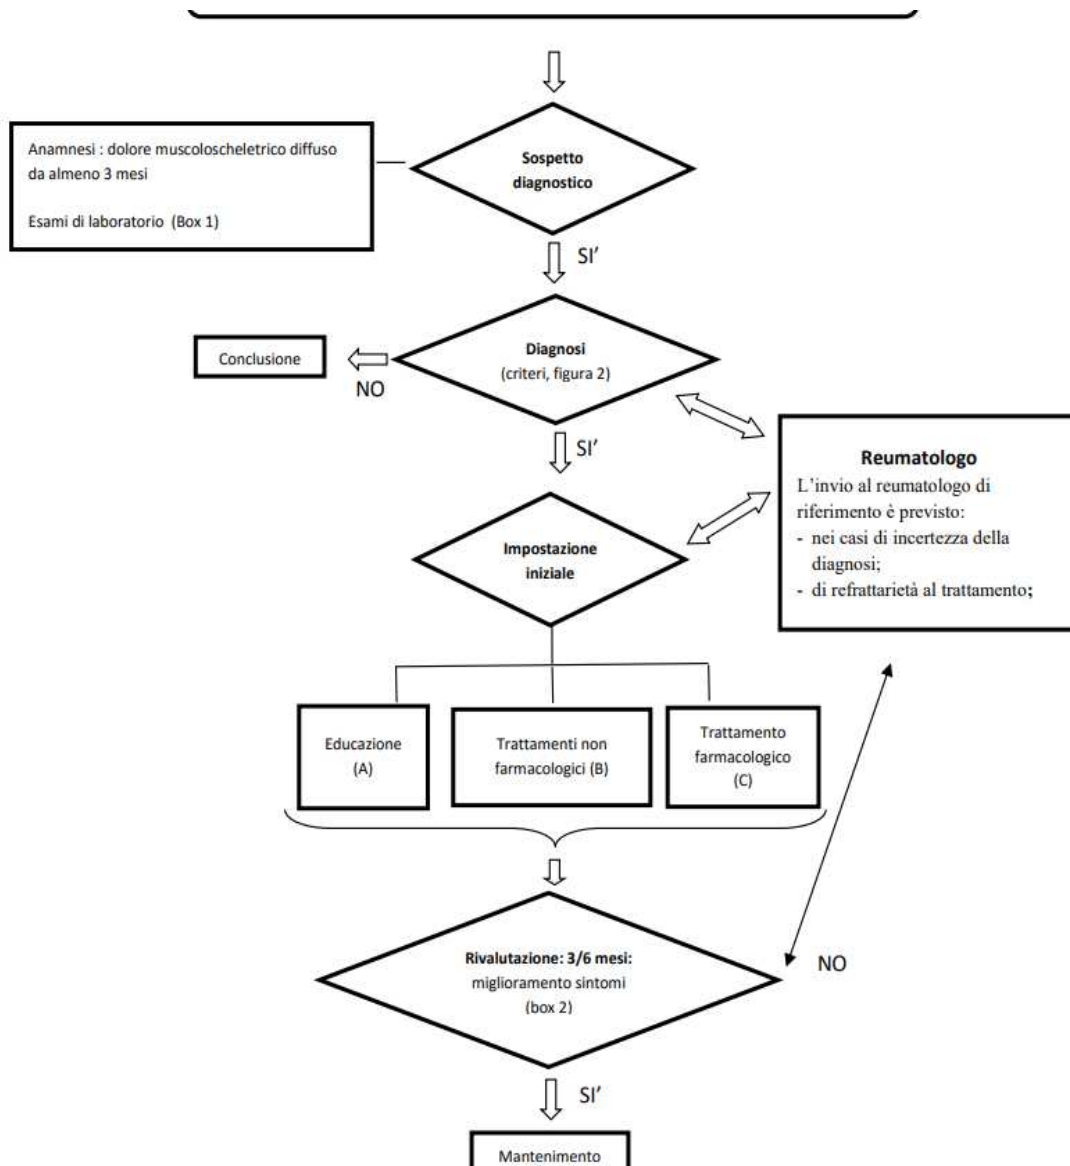 Sospetto
diagnostico
Anamnesi : dolore muscoloscheletrico diffuso
da almeno 3 mesi
Esami di laboratorio (Box 1)
SI’
Diagnosi
(criteri, figura 2)
Conclusione
NO
SI’
Reumatologo
L’invio al reumatologo di
riferimento è previsto:
- nei casi di incertezza della
diagnosi;
- di refrattarietà al trattamento;
Impostazione
iniziale
Educazione
(A)
Trattamenti non
farmacologici (B)
Trattamento
farmacologico
(C)
Rivalutazione: 3/6 mesi:
miglioramento sintomi
(box 2)
NO
SI’
Mantenimento